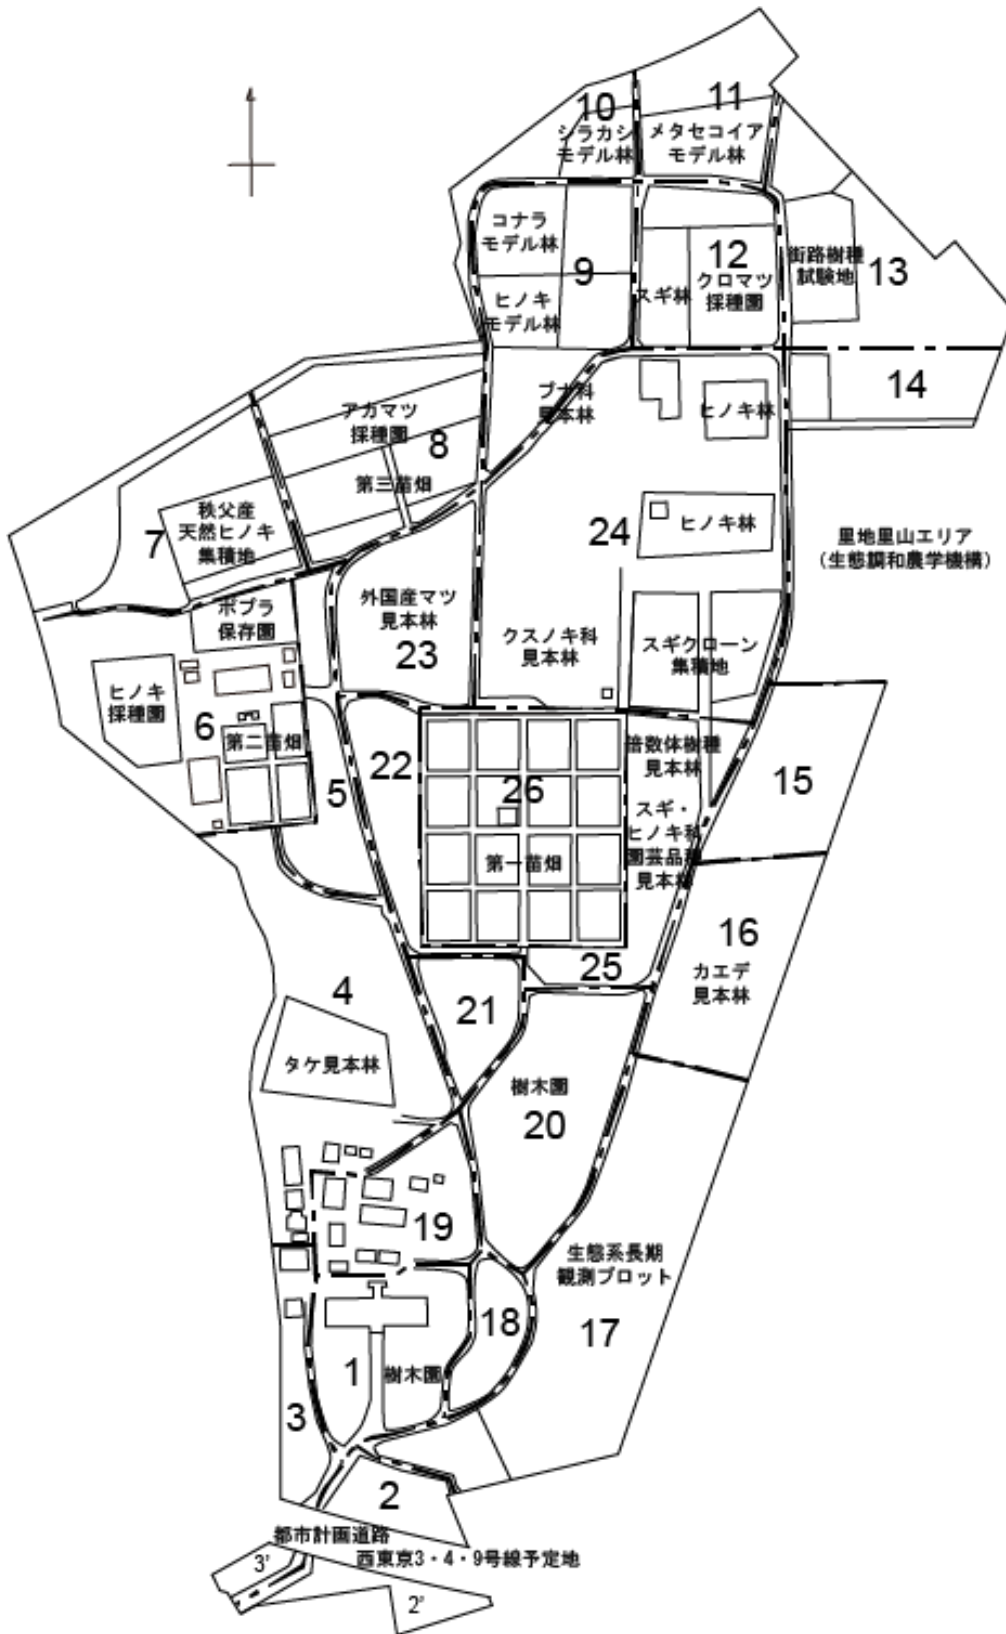 10
シラカシ
モデル林
11
メタセコイア
モデル林
コナラ
モデル林
9
ヒノキ
モデル林
スギ林
12
クロマツ
採種園
街路樹種
試験地
13
14
ブナ科
見本林
ヒノキ林
アカマツ
採種園
8
第三苗畑
7
秩父産
天然ヒノキ
集積地
24
ヒノキ林
里地里山エリア
(生態調和農学機構)
ポプラ
保存園
外国産マツ
見本林
23
クスノキ科
見本林
スギクローン
集積地
ヒノキ
採種園
6
第二苗畑
5
22
26
第一苗畑
倍数体樹種
見本林
スギ・
ヒノキ科
園芸品種
見本林
15
16
カエデ
見本林
25
4
タケ見本林
21
樹木園
20
19
生態系長期
観測プロット
17
18
1
樹木園
3
2
都市計画道路
西東京3・4・9号線予定地
3'
2'